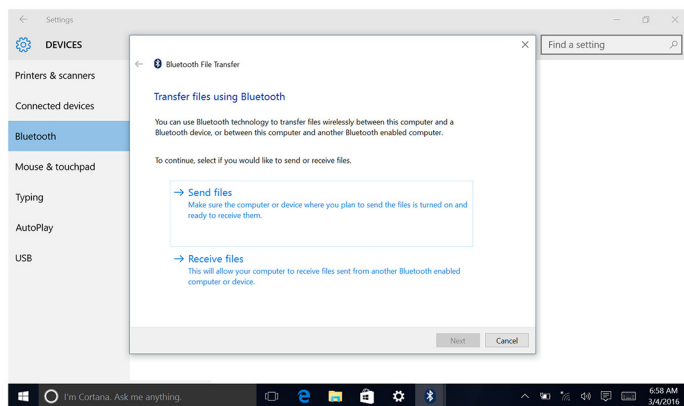 Settings
DEVICES
Find a setting
Printers & scanners
Connected devices
Bluetooth
Mouse & touchpad
Typing
AutoPlay
USB
Bluetooth File Transfer
Transfer files using Bluetooth
You can use Bluetooth technology to transfer files wirelessly between this computer and a
Bluetooth device, or between this computer and another Bluetooth enabled computer.
To continue, select if you would like to send or receive files.
Send files
Make sure the computer or device where you plan to send the files is turned on and
ready to receive them.
Receive files
This will allow your computer to receive files sent from another Bluetooth enabled
computer or device.
Next
Cancel
I'm Cortana. Ask me anything.
6:58 AM
3/4/2016